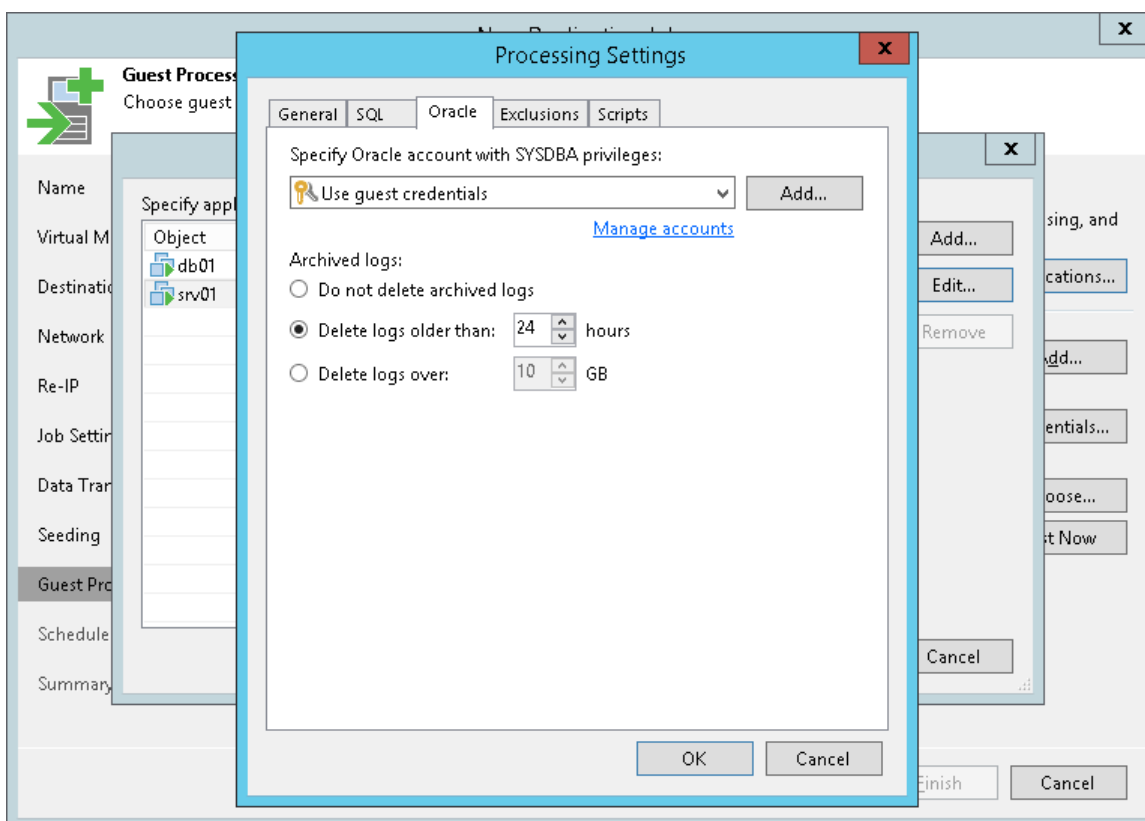 Processing Settings
X
X
Guest Process
Choose guest
General
SQL
Oracle
Exclusions
Scripts
Specify Oracle account with SYSDBA privileges:
Use guest credentials
Add...
Manage accounts
Archived logs:
Do not delete archived logs
Delete logs older than: 24 hours
Delete logs over: 10 GB
OK
Cancel
X
Specify appl
Object
db01
srv01
Add...
Edit...
Remove
Cancel
Name
Virtual M
Destinatio
Network
Re-IP
Job Settin
Data Tran
Seeding
Guest Pro
Schedule
Summary
sing, and
cations...
Add...
entials...
oose...
st Now
Finish
Cancel